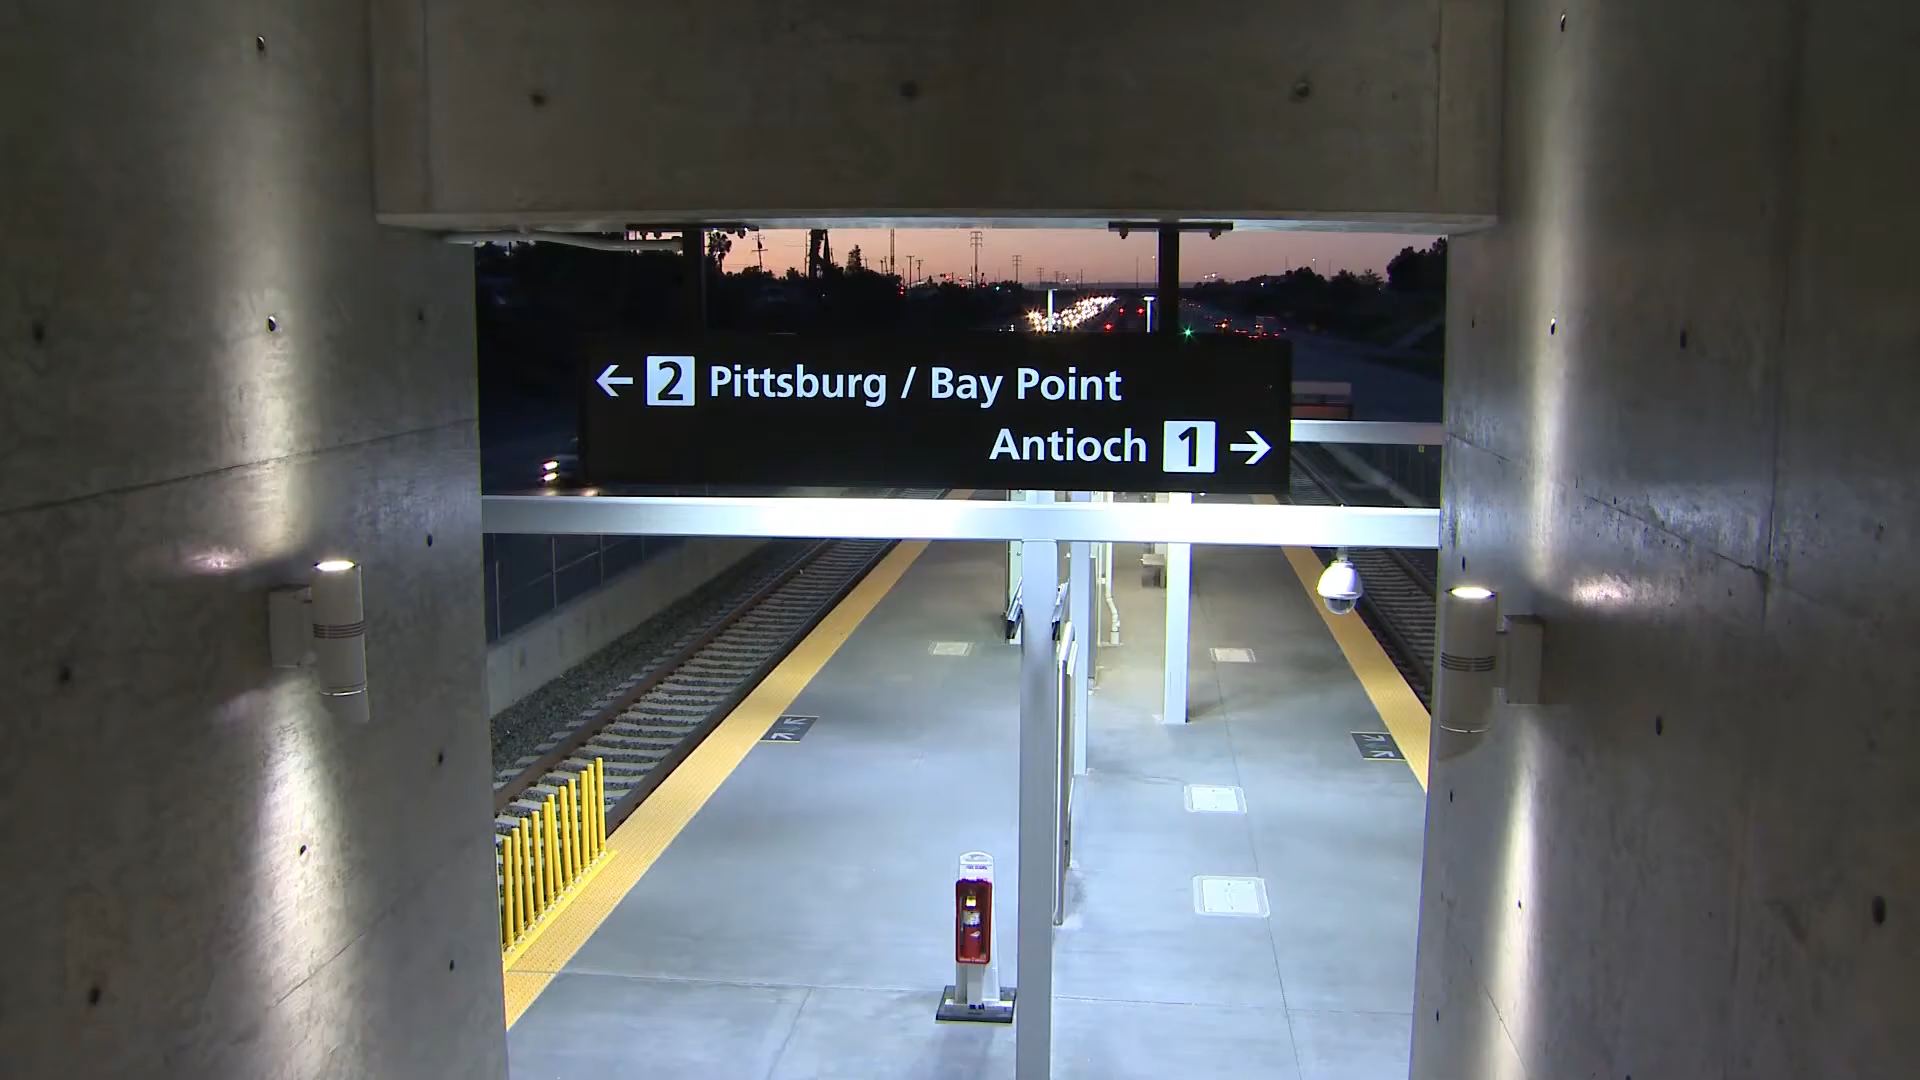 ← 2 Pittsburg / Bay Point
Antioch 1 →